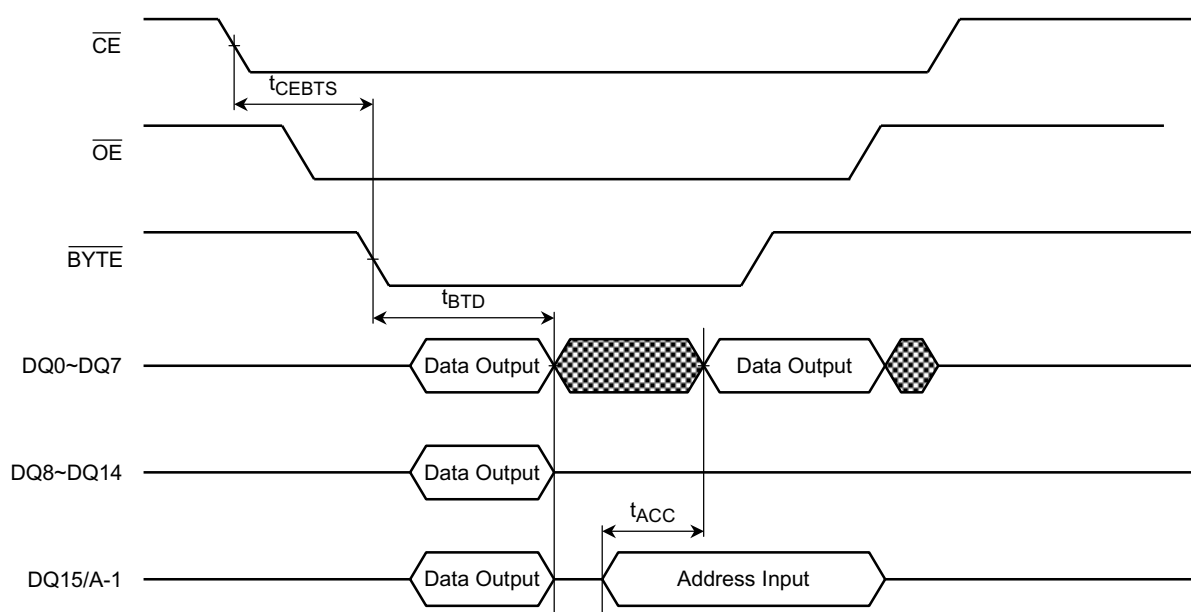 CE
tCEBTS
OE
BYTE
tBTD
DQ0~DQ7 Data Output Data Output
DQ8~DQ14 Data Output
tACC
DQ15/A-1 Data Output Address Input